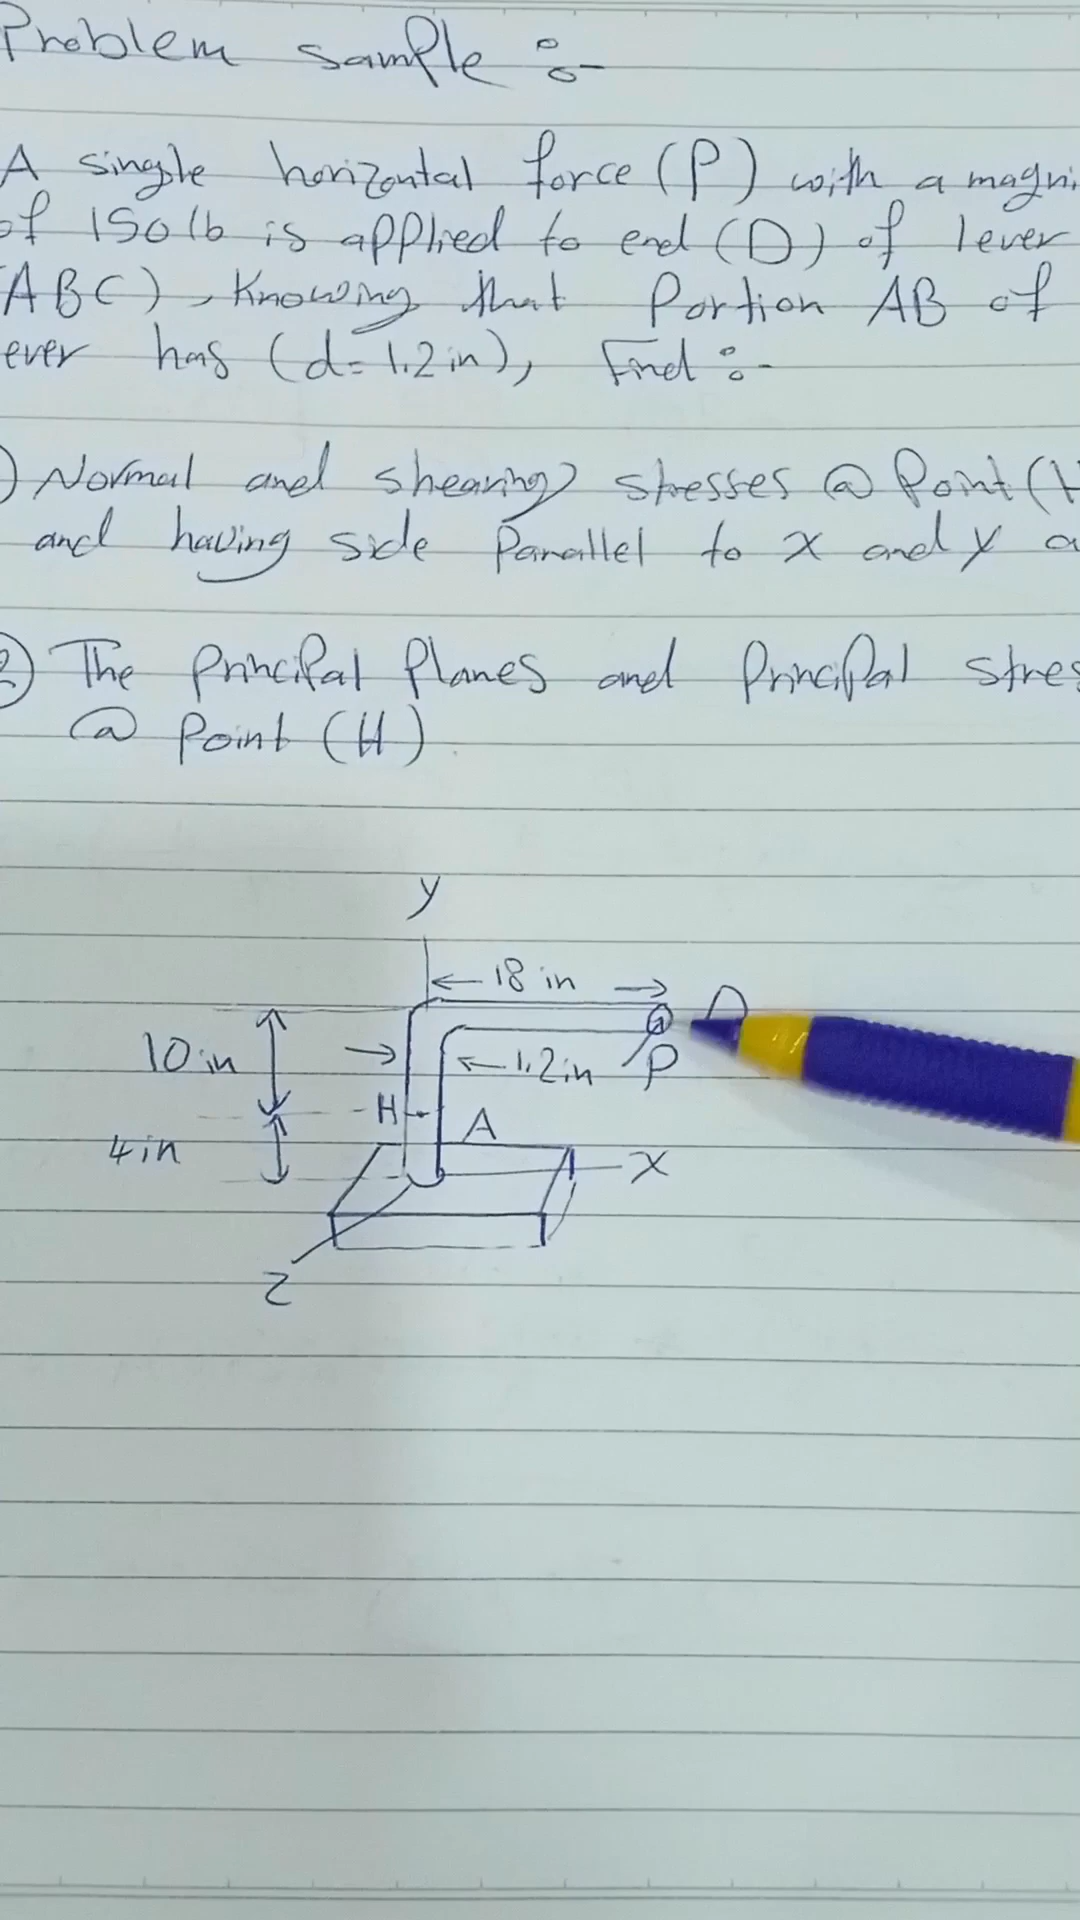 Problem sample :-
A single horizontal force (P) with a magni
of 150 lb is applied to end (D) of lever
ABC), Knowing that Portion AB of
ever has (d=1.2 in), Find :-
) Normal and shearing stresses @ Point (H
and having side Parallel to x and y a
2) The Principal Planes and Principal stres
@ Point (H)
y
18 in
D
10 in
1.2 in
P
H
A
4 in
x
Z